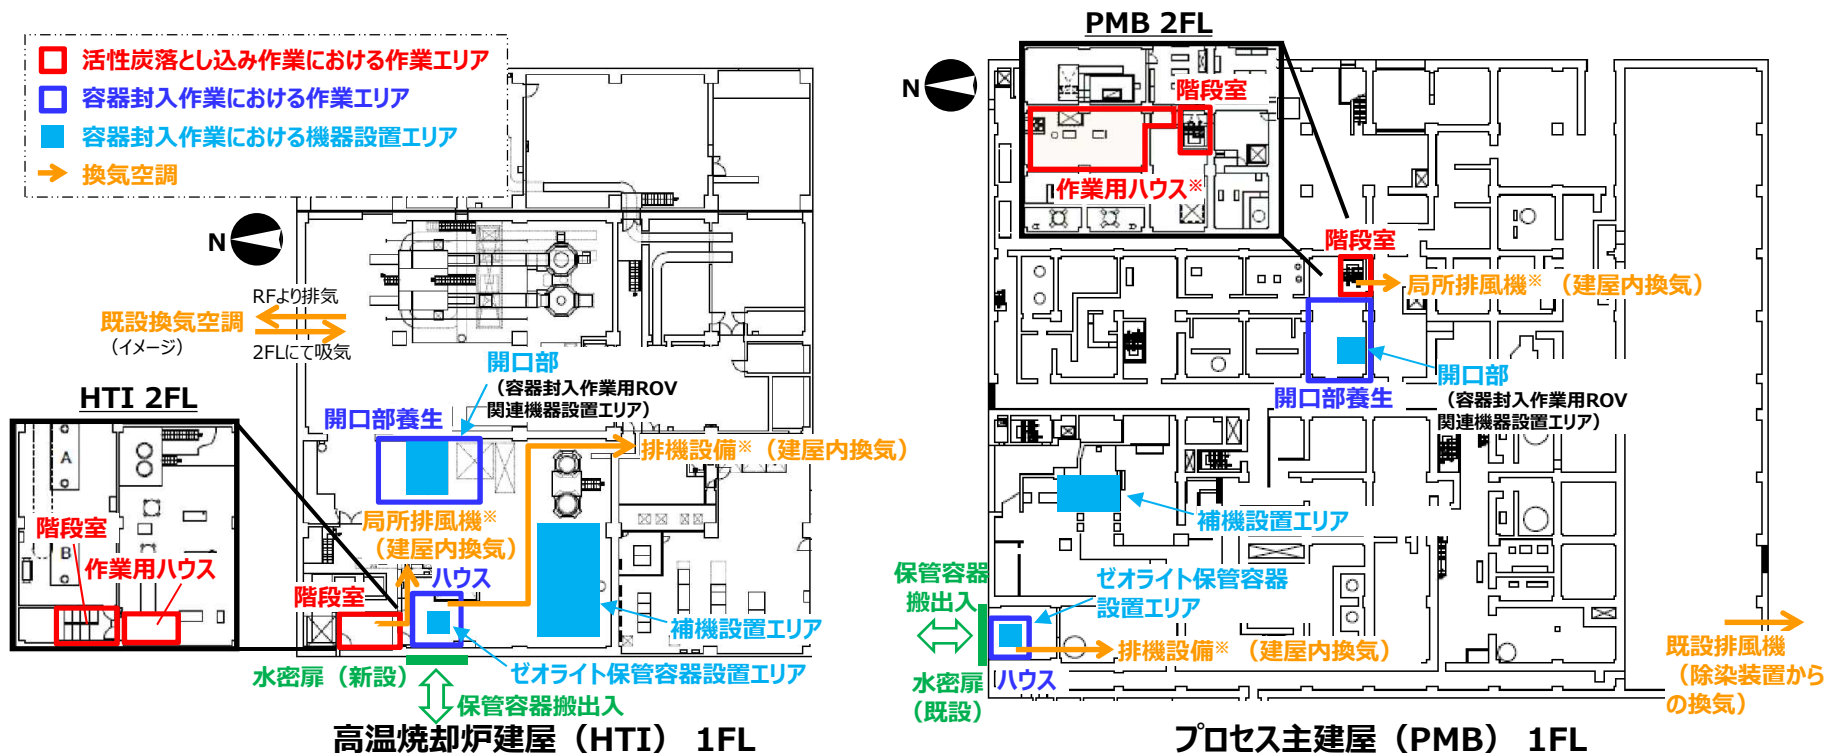 活性炭落とし込み作業における作業エリア
容器封入作業における作業エリア
容器封入作業における機器設置エリア
換気空調
N
RFより排気
既設換気空調
（イメージ）
2FLにて吸気
開口部
（容器封入作業用ROV
関連機器設置エリア）
開口部養生
排機設備※（建屋内換気）
HTI 2FL
A
階段室
B
作業用ハウス
局所排風機※
（建屋内換気）
ハウス
階段室
補機設置エリア
水密扉（新設）
ゼオライト保管容器設置エリア
保管容器搬出入
高温焼却炉建屋（HTI） 1FL
PMB 2FL
N
階段室
作業用ハウス※
階段室
局所排風機※（建屋内換気）
開口部
開口部養生
（容器封入作業用ROV
関連機器設置エリア）
補機設置エリア
保管容器
搬出入
ゼオライト保管容器
設置エリア
排機設備※（建屋内換気）
水密扉
（既設）
ハウス
既設排風機
（除染装置から
の換気）
プロセス主建屋（PMB） 1FL